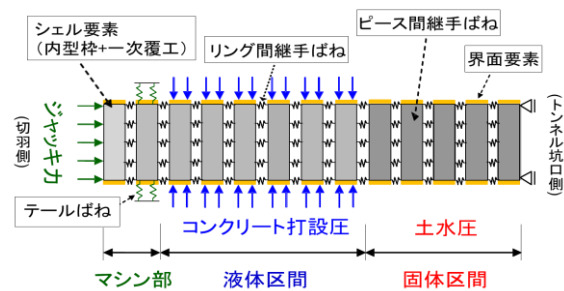 シェル要素
（内型枠+一次覆工）
リング間継手ばね
ピース間継手ばね
界面要素
ジャッキ力
（切羽側）
（トンネル坑口側）
テールばね
コンクリート打設圧
土水圧
マシン部
液体区間
固体区間